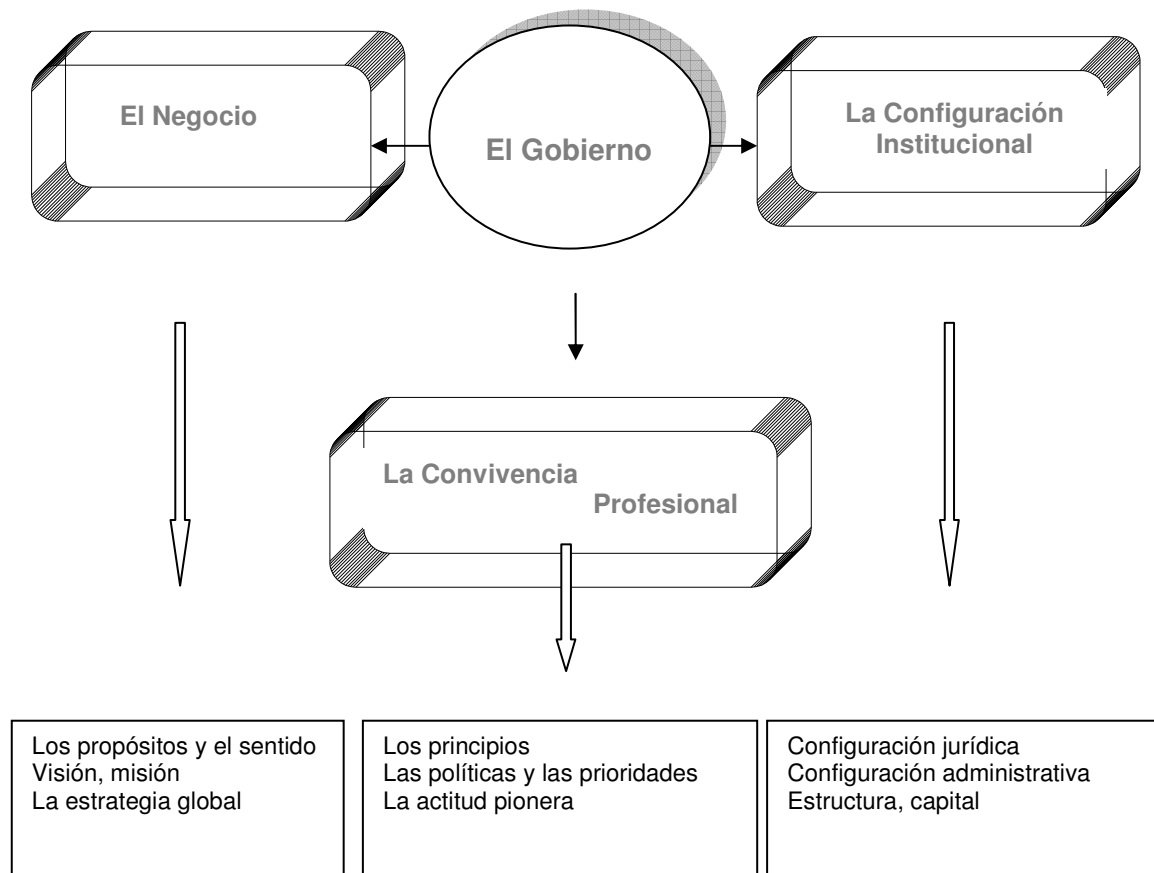 El Negocio
El Gobierno
La Configuración
Institucional
La Convivencia
Profesional
Los propósitos y el sentido
Visión, misión
La estrategia global
Los principios
Las políticas y las prioridades
La actitud pionera
Configuración jurídica
Configuración administrativa
Estructura, capital